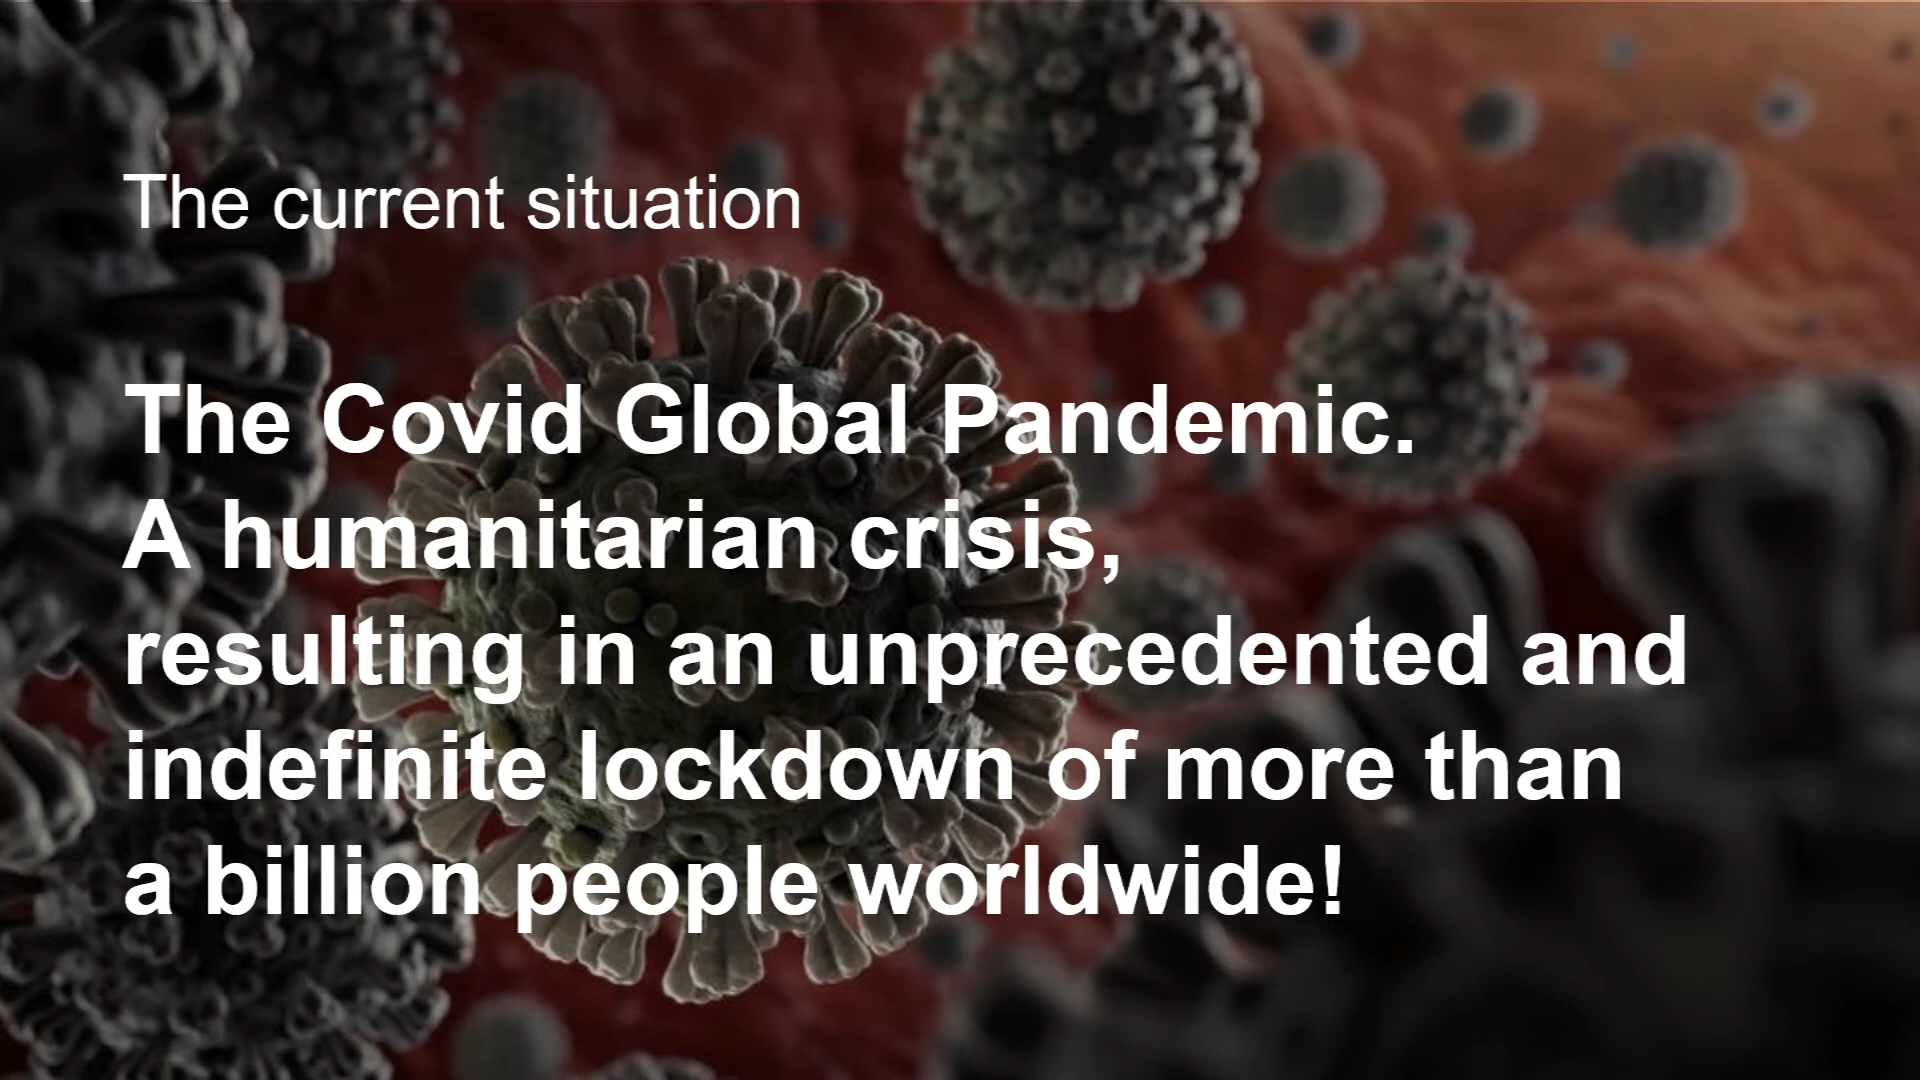 The current situation
The Covid Global Pandemic.
A humanitarian crisis,
resulting in an unprecedented and
indefinite lockdown of more than
a billion people worldwide!